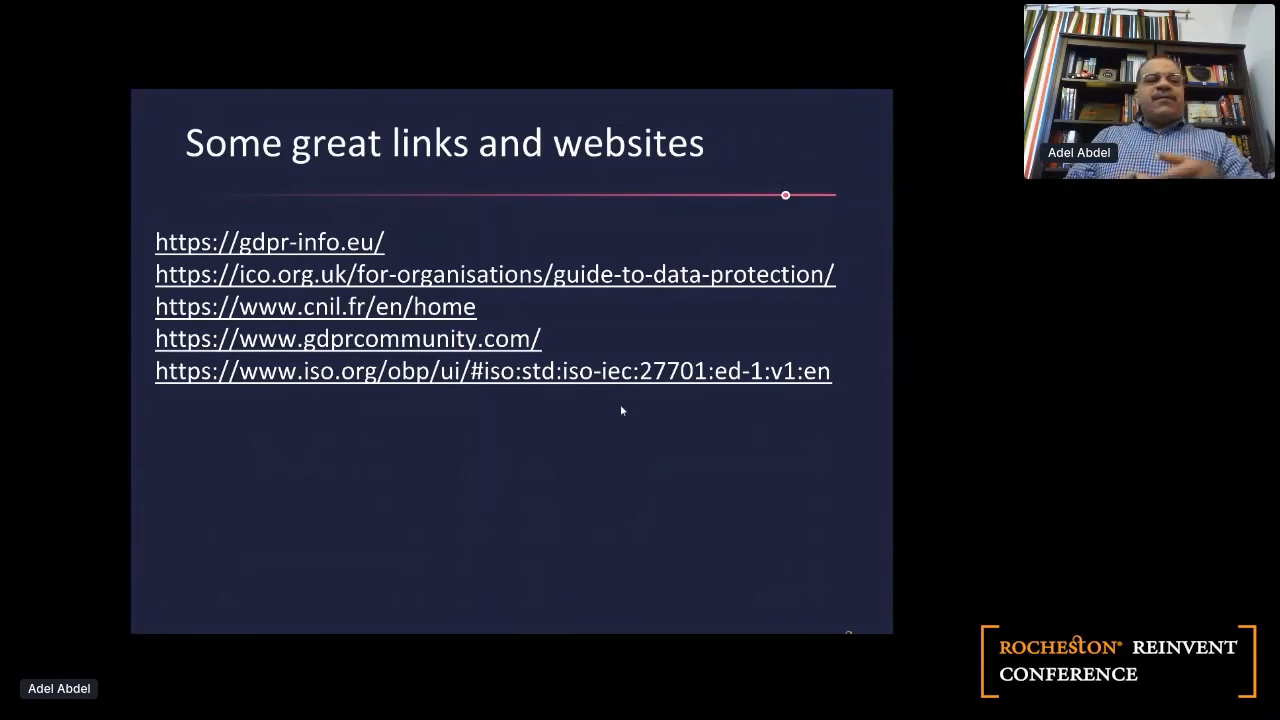 Some great links and websites
https://gdpr-info.eu/
https://ico.org.uk/for-organisations/guide-to-data-protection/
https://www.cnil.fr/en/home
https://www.gdprcommunity.com/
https://www.iso.org/obp/ui/#iso:std:iso-iec:27701:ed-1:v1:en
Adel Abdel
Adel Abdel
ROCHESTON® REINVENT
CONFERENCE